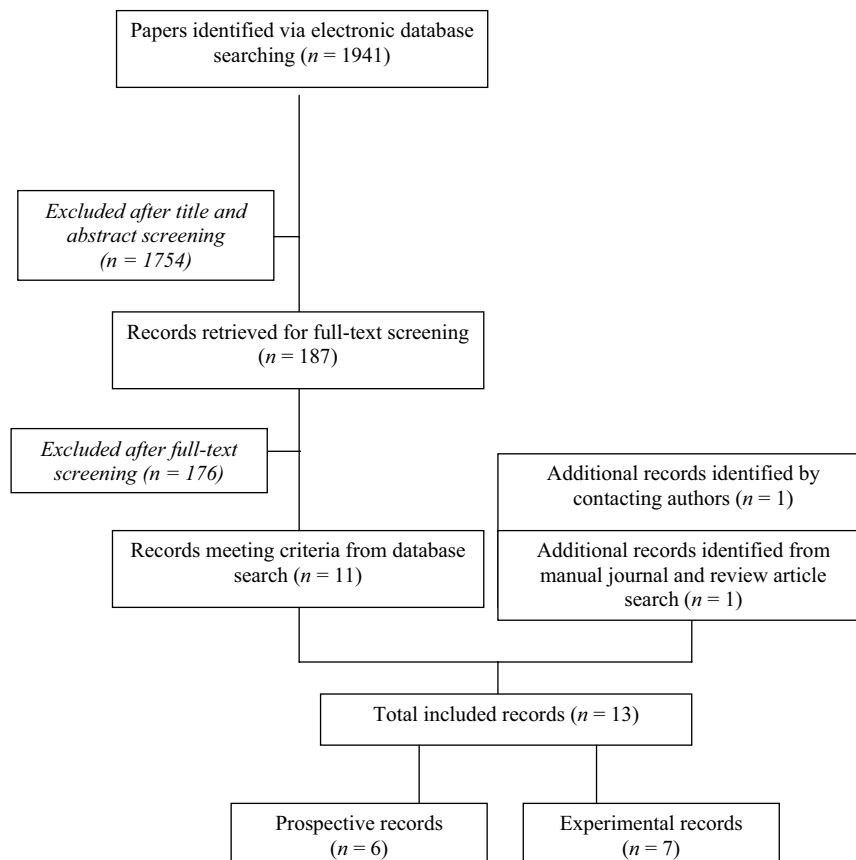 Papers identified via electronic database
searching (n = 1941)
Excluded after title and
abstract screening
(n = 1754)
Records retrieved for full-text screening
(n = 187)
Excluded after full-text
screening (n = 176)
Additional records identified by
contacting authors (n = 1)
Records meeting criteria from database
search (n = 11)
Additional records identified from
manual journal and review article
search (n = 1)
Total included records (n = 13)
Prospective records
(n = 6)
Experimental records
(n = 7)